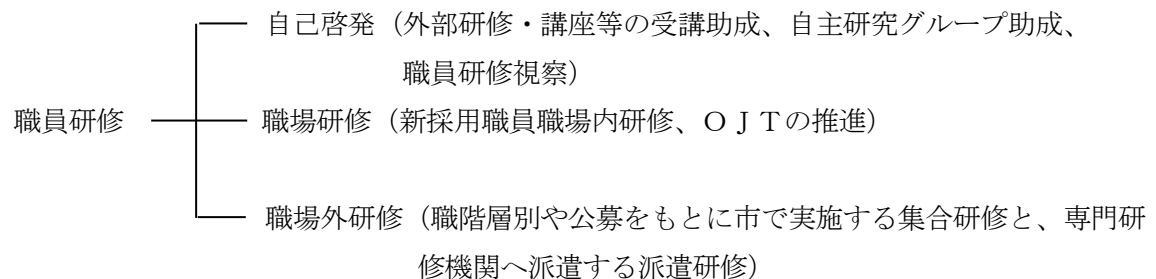 自己啓発(外部研修・講座等の受講助成、自主研究グループ助成、
職員研修視察)
職員研修
職場研修(新採用職員職場内研修、OJTの推進)
職場外研修(職階層別や公募をもとに市で実施する集合研修と、専門研
修機関へ派遣する派遣研修)